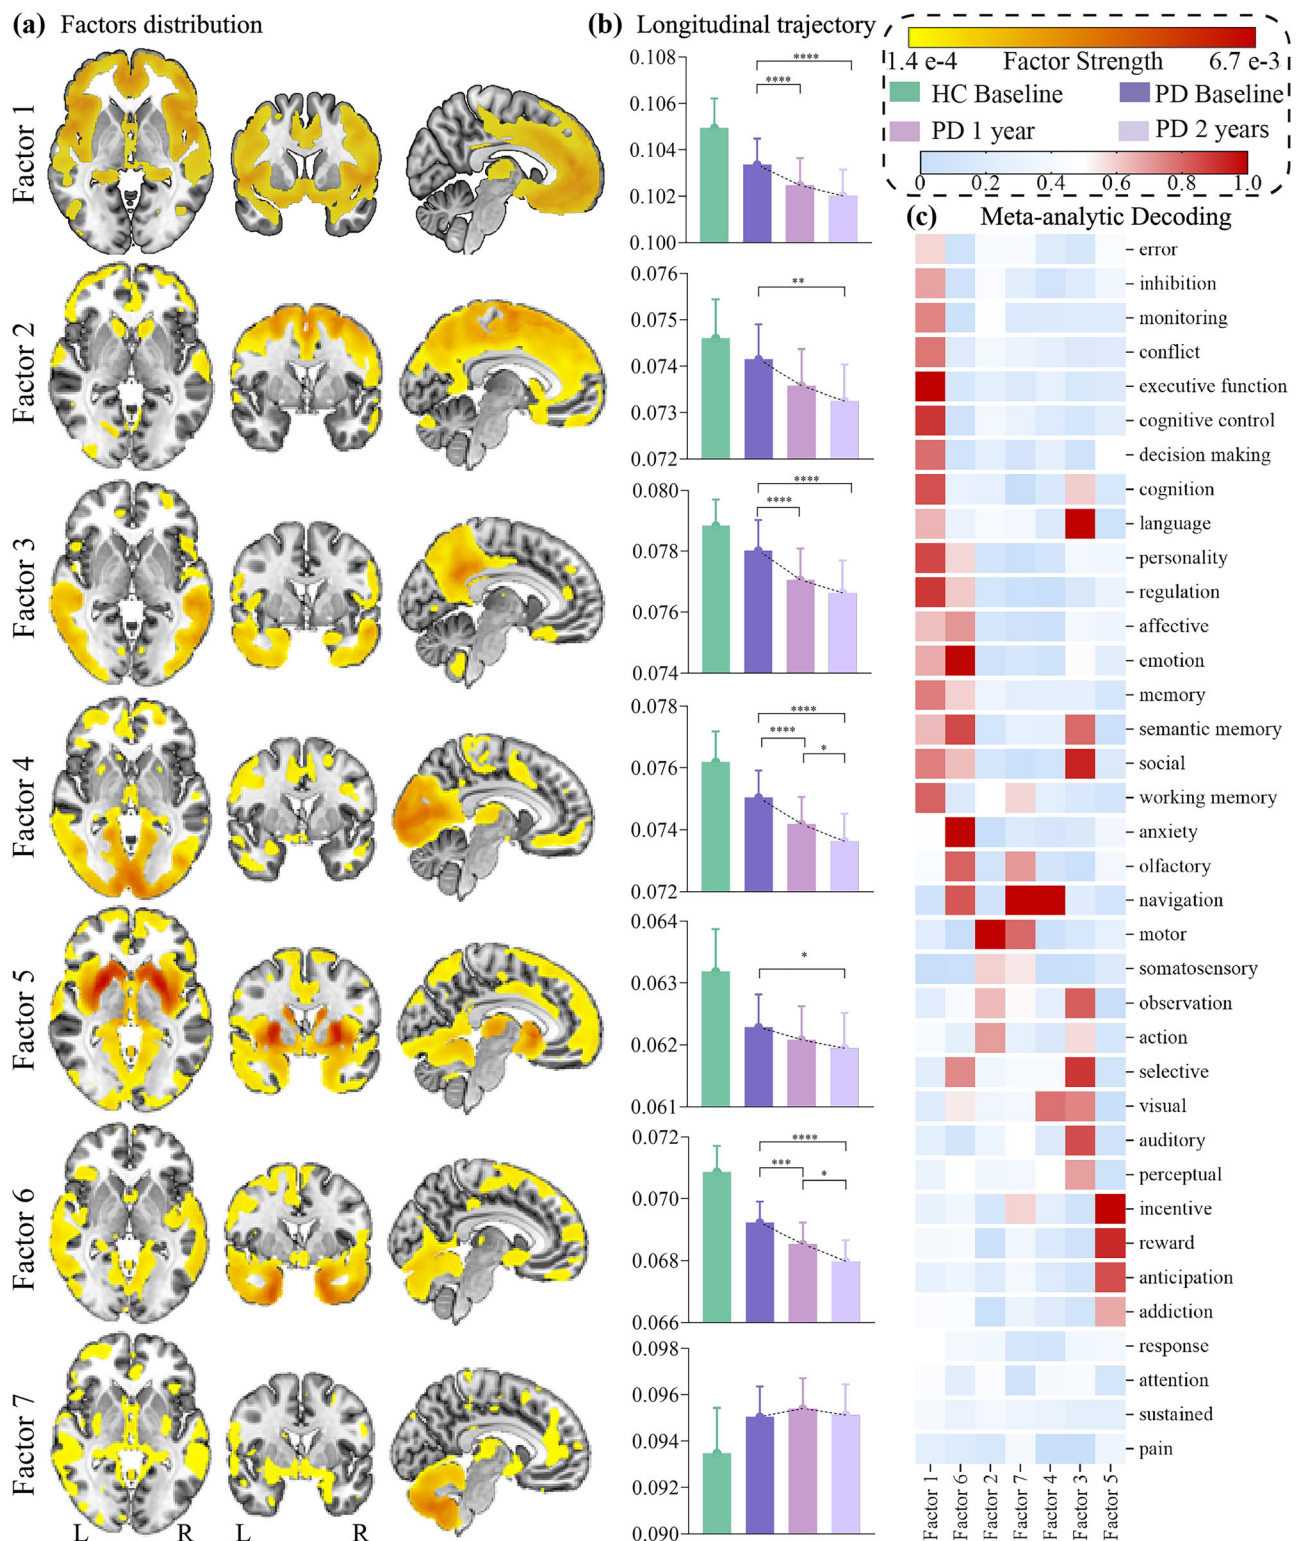 (a) Factors distribution
(b) Longitudinal trajectory
1.4 e-4 Factor Strength 6.7 e-3
HC Baseline PD Baseline
PD 1 year PD 2 years
0 0.2 0.4 0.6 0.8 1.0
(c) Meta-analytic Decoding
Factor 1
Factor 2
Factor 3
Factor 4
Factor 5
Factor 6
Factor 7
L R L R
0.108
0.106
0.104
0.102
0.100
**** ****
0.076
0.075
0.074
0.073
0.072
**
0.080
0.078
0.076
0.074
**** ****
0.078
0.076
0.074
0.072
**** **** *
0.064
0.063
0.062
0.061
*
0.072
0.070
0.068
0.066
**** *** *
0.098
0.096
0.094
0.092
0.090
error
inhibition
monitoring
conflict
executive function
cognitive control
decision making
cognition
language
personality
regulation
affective
emotion
memory
semantic memory
social
working memory
anxiety
olfactory
navigation
motor
somatosensory
observation
action
selective
visual
auditory
perceptual
incentive
reward
anticipation
addiction
response
attention
sustained
pain
Factor 1
Factor 6
Factor 2
Factor 7
Factor 4
Factor 3
Factor 5